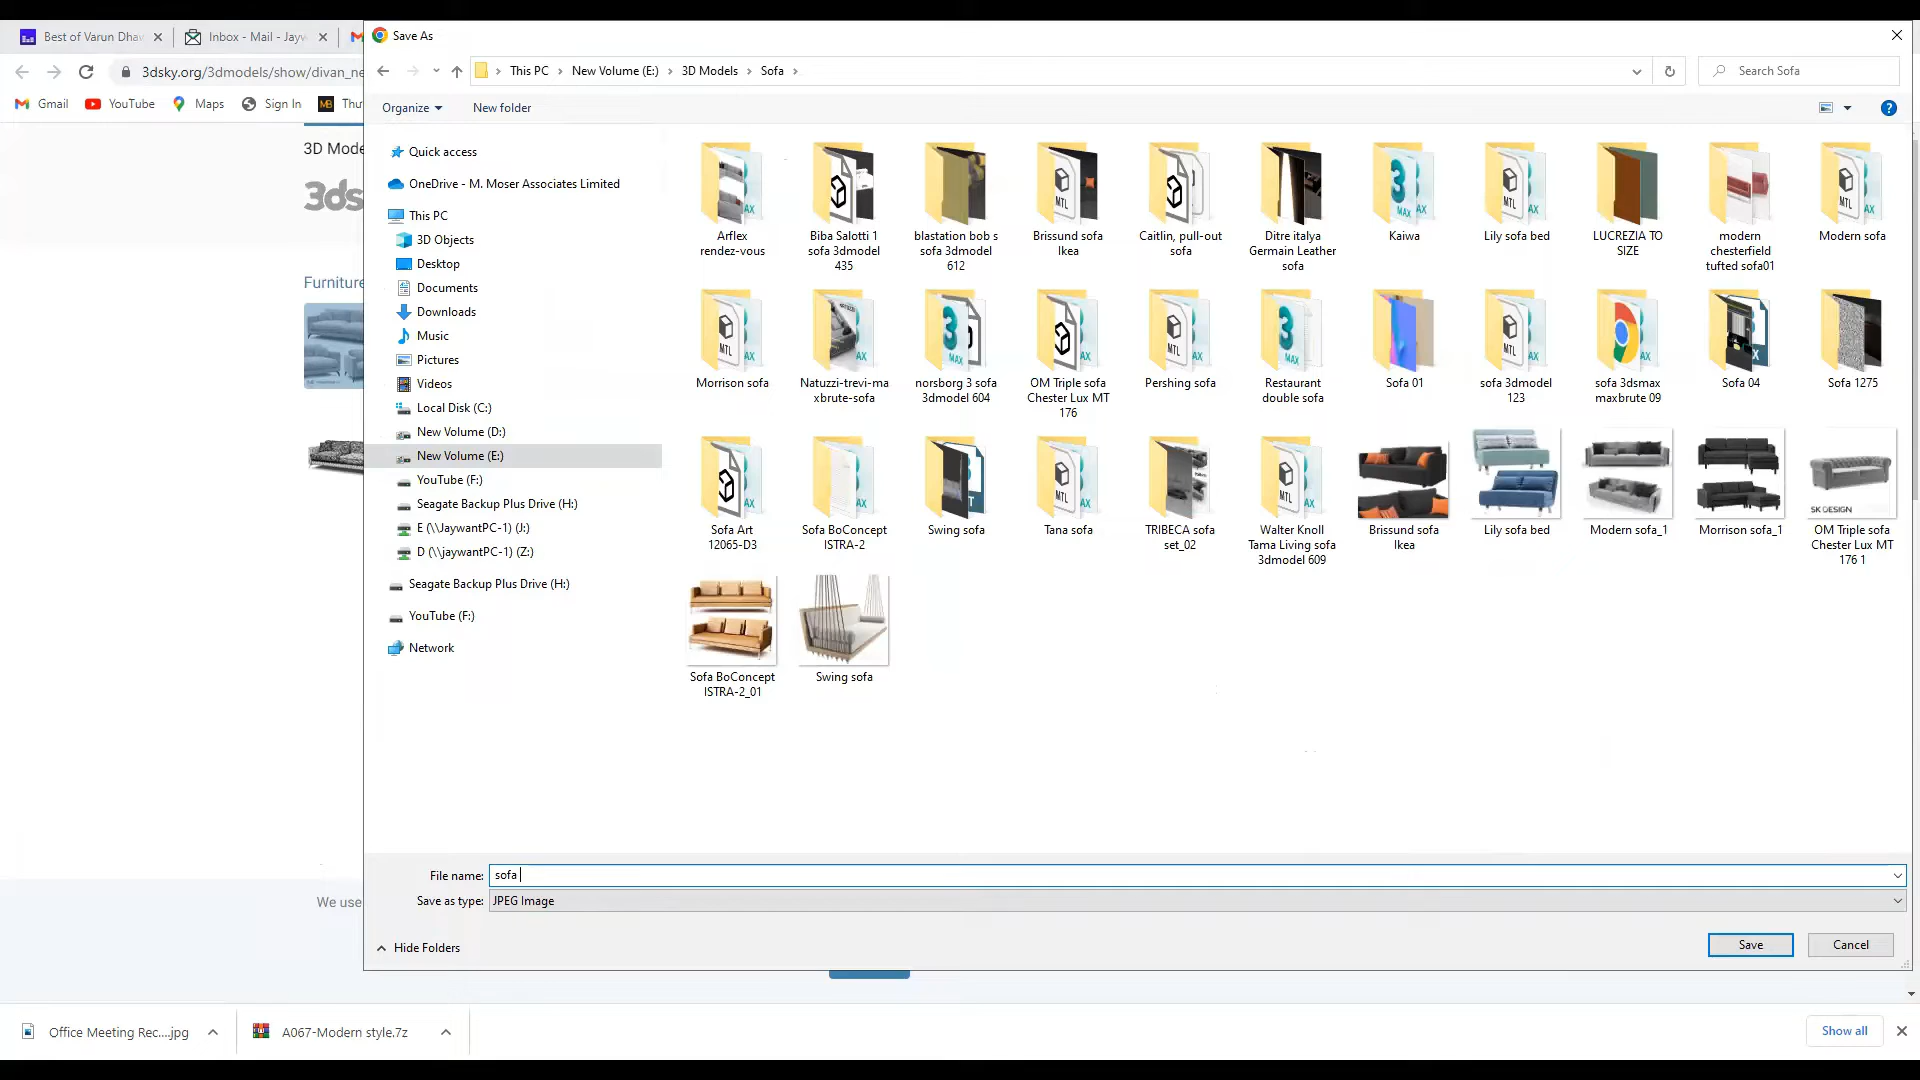 Best of Varun Dha
Inbox - Mail - Jayw
Save As
3dsky.org/3dmodels/show/divan_ne
This PC
New Volume (E:)
3D Models
Sofa
Search Sofa
Gmail
YouTube
Maps
Sign In
MB
Thu
Organize
New folder
3D Mode
3ds
Furniture
We use
Quick access
OneDrive - M. Moser Associates Limited
This PC
3D Objects
Desktop
Documents
Downloads
Music
Pictures
Videos
Local Disk (C:)
New Volume (D:)
New Volume (E:)
YouTube (F:)
Seagate Backup Plus Drive (H:)
E (\\JaywantPC-1) (J:)
D (\\jaywantPC-1) (Z:)
Seagate Backup Plus Drive (H:)
YouTube (F:)
Network
Arflex
rendez-vous
Biba Salotti 1
sofa 3dmodel
435
blastation bob s
sofa 3dmodel
612
Brissund sofa
Ikea
Caitlin, pull-out
sofa
Ditre italya
Germain Leather
sofa
Kaiwa
Lily sofa bed
LUCREZIA TO
SIZE
modern
chesterfield
tufted sofa01
Modern sofa
Morrison sofa
Natuzzi-trevi-ma
xbrute-sofa
norsborg 3 sofa
3dmodel 604
OM Triple sofa
Chester Lux MT
176
Pershing sofa
Restaurant
double sofa
Sofa 01
sofa 3dmodel
123
sofa 3dsmax
maxbrute 09
Sofa 04
Sofa 1275
Sofa Art
12065-D3
Sofa BoConcept
ISTRA-2
Swing sofa
Tana sofa
TRIBECA sofa
set_02
Walter Knoll
Tama Living sofa
3dmodel 609
Brissund sofa
Ikea
Lily sofa bed
Modern sofa_1
Morrison sofa_1
SK DESIGN
OM Triple sofa
Chester Lux MT
176 1
Sofa BoConcept
ISTRA-2_01
Swing sofa
File name:
sofa
Save as type:
JPEG Image
Hide Folders
Save
Cancel
Office Meeting Rec....jpg
A067-Modern style.7z
Show all